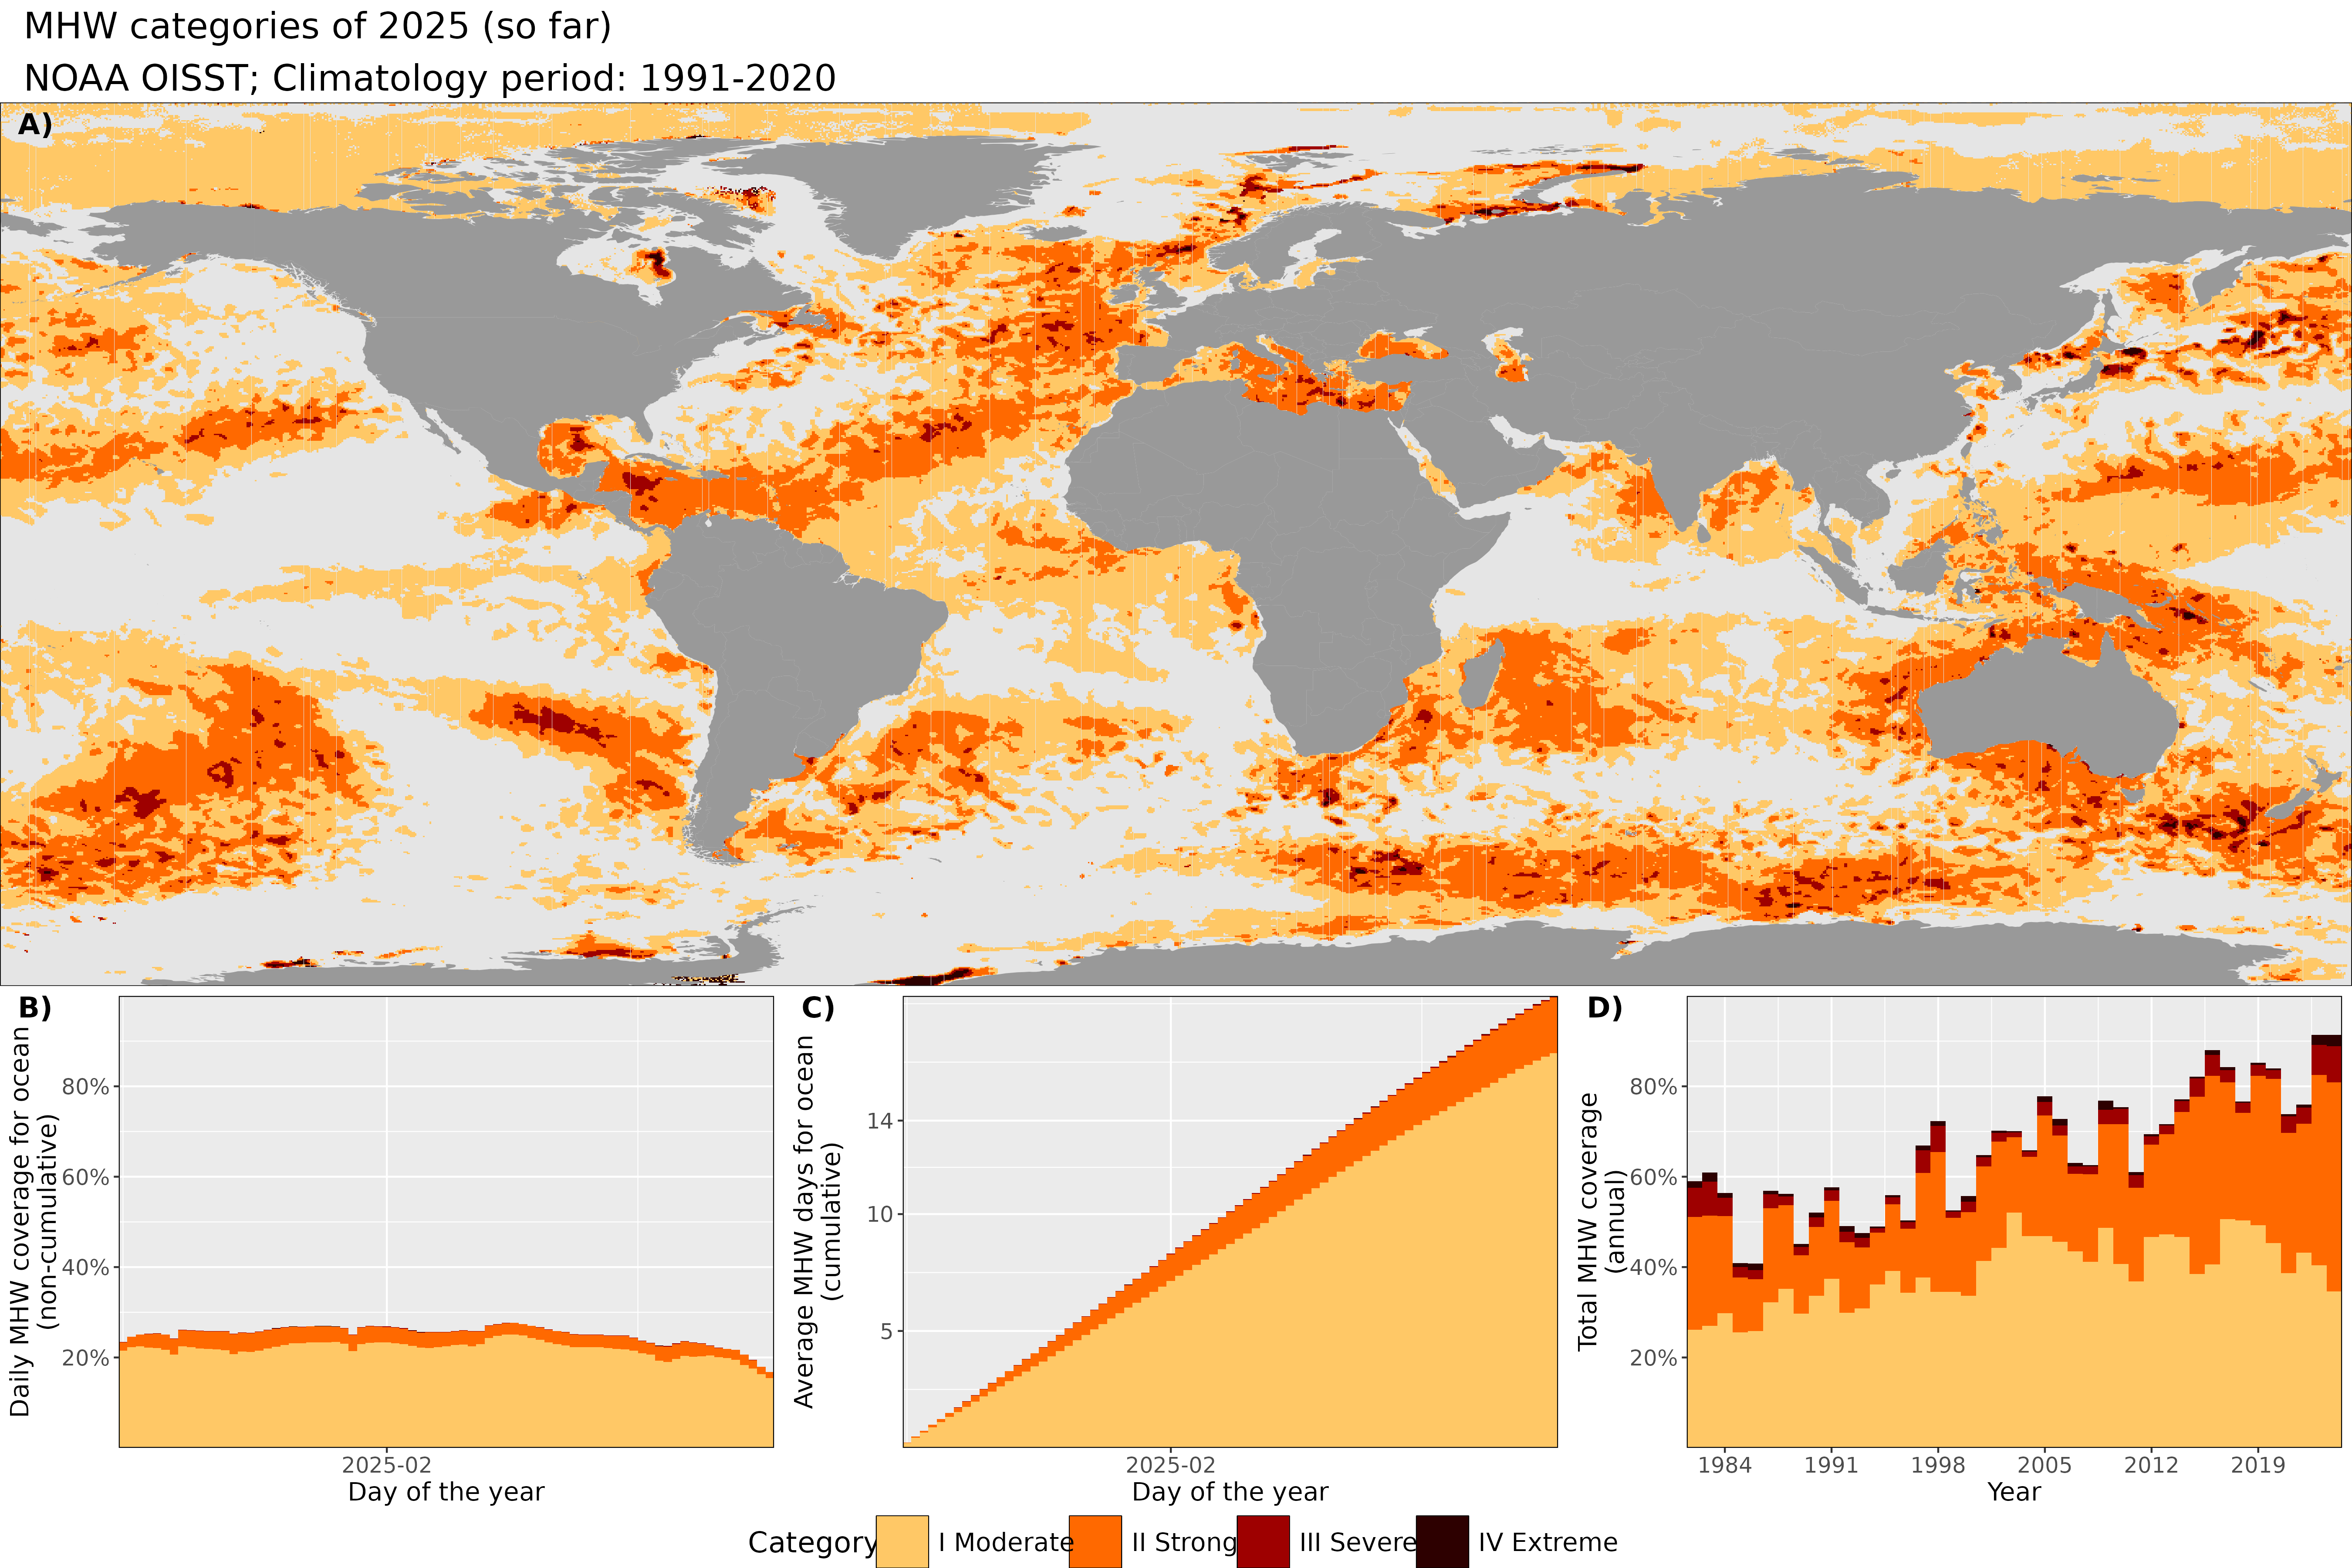 MHW categories of 2025 (so far)
NOAA OISST; Climatology period: 1991-2020
A)
B)
Daily MHW coverage for ocean
(non-cumulative)
80%
60%
40%
20%
2025-02
Day of the year
C)
Average MHW days for ocean
(cumulative)
14
10
5
2025-02
Day of the year
D)
Total MHW coverage
(annual)
80%
60%
40%
20%
1984 1991 1998 2005 2012 2019
Year
Category I Moderate II Strong III Severe IV Extreme